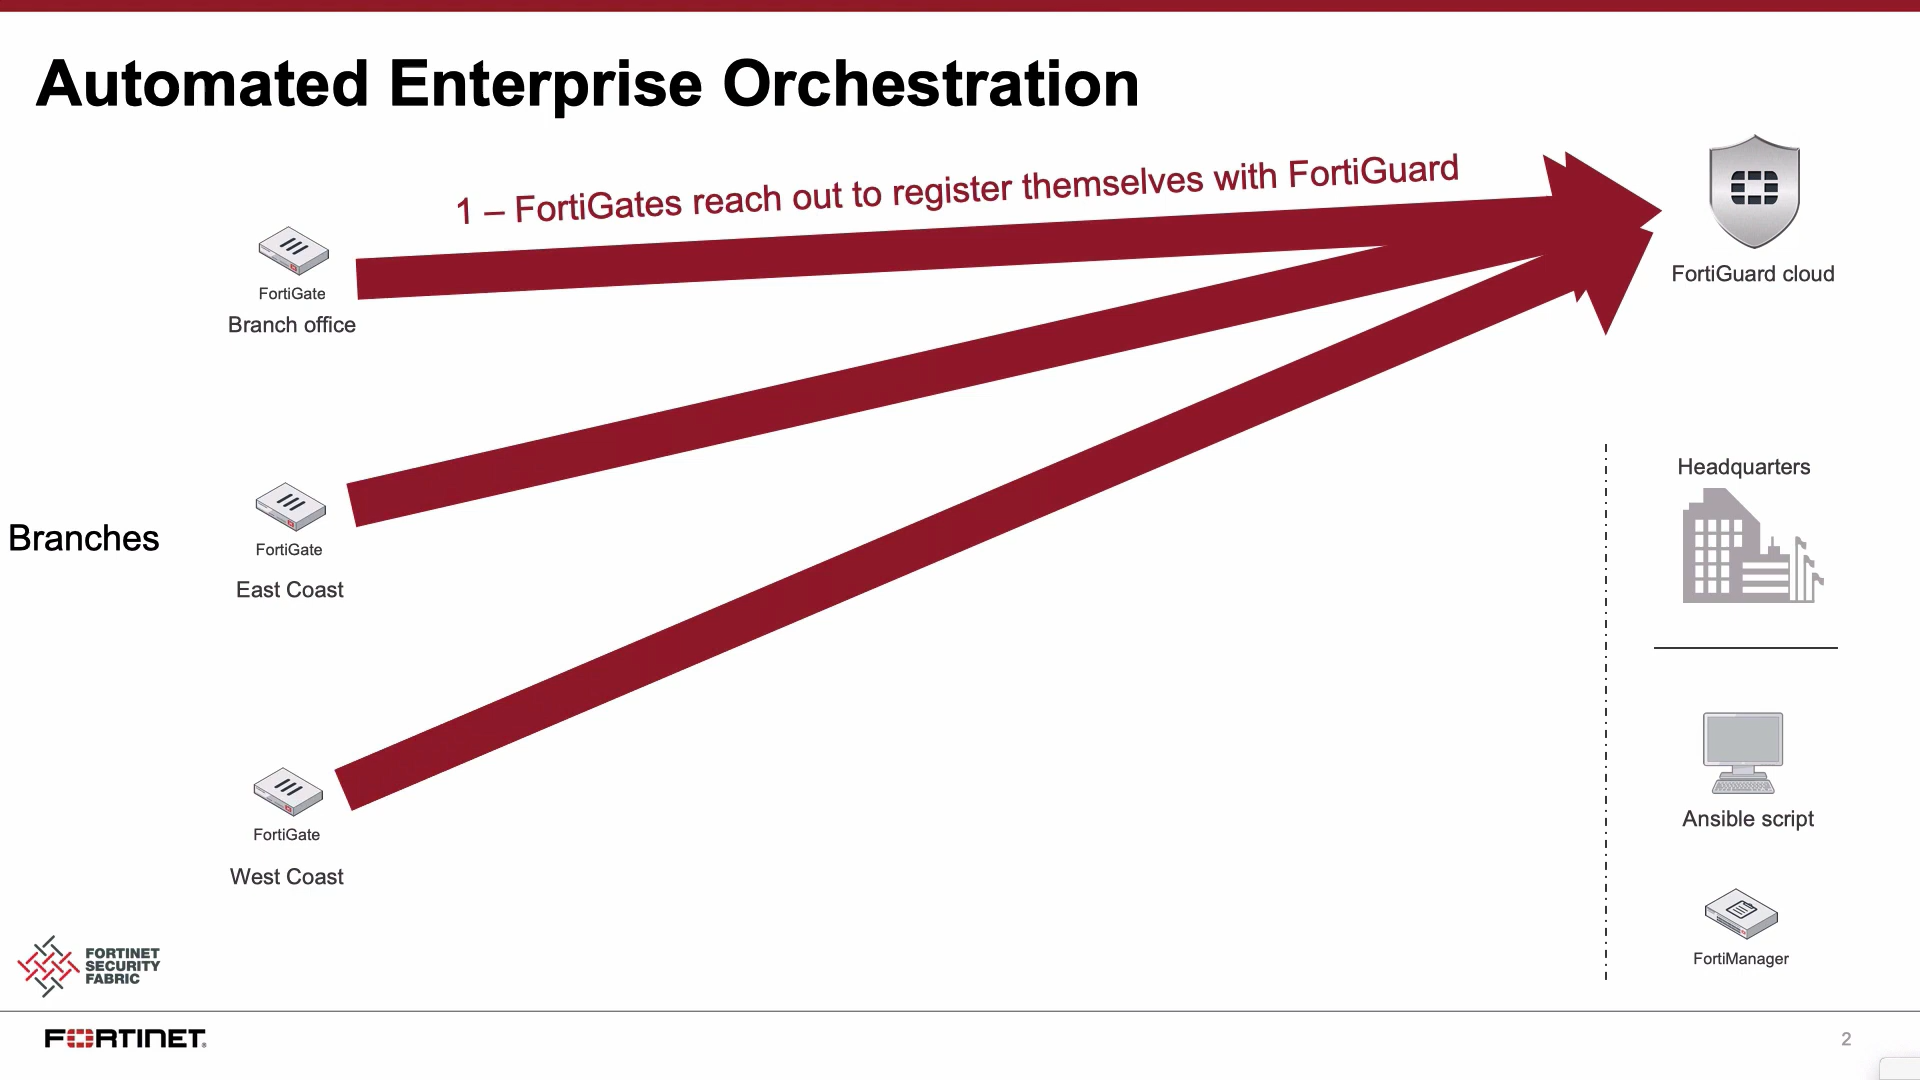 Automated Enterprise Orchestration
1 – FortiGates reach out to register themselves with FortiGuard
FortiGate
Branch office
FortiGuard cloud
Headquarters
Branches
FortiGate
East Coast
Ansible script
FortiGate
West Coast
FortiManager
FORTINET
SECURITY
FABRIC
FORTINET®
2